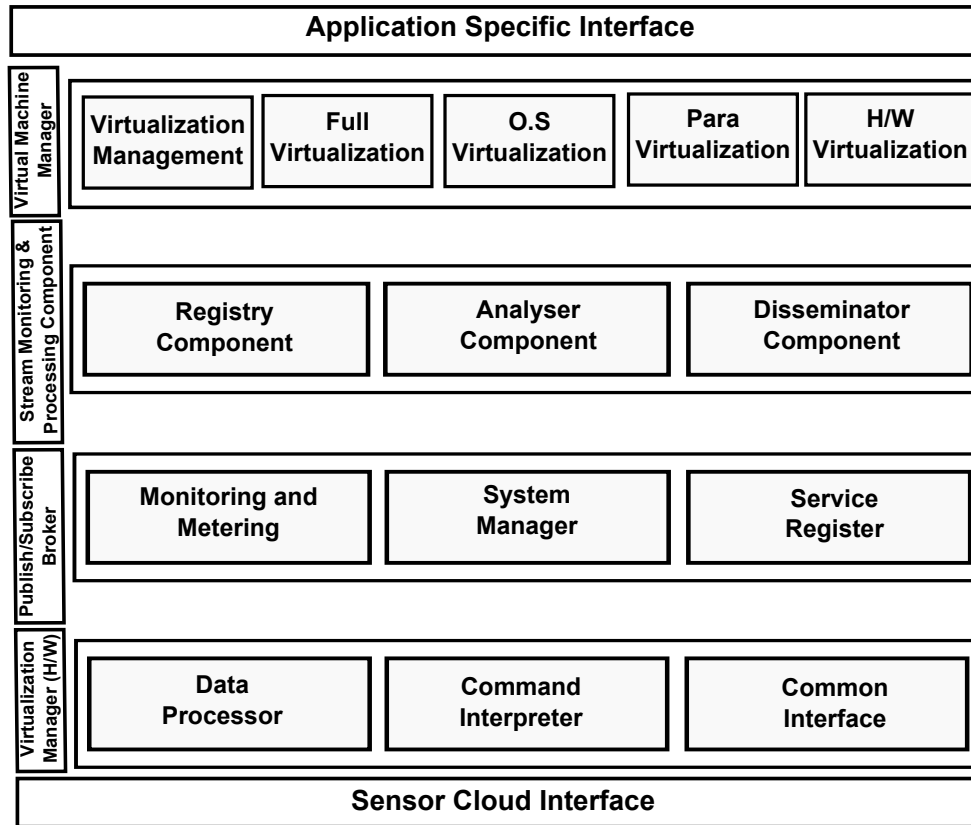 Application Specific Interface
Virtual Machine
Manager
Virtualization
Management
Full
Virtualization
O.S
Virtualization
Para
Virtualization
H/W
Virtualization
Stream Monitoring &
Processing Component
Registry
Component
Analyser
Component
Disseminator
Component
Publish/Subscribe
Broker
Monitoring and
Metering
System
Manager
Service
Register
Virtualization
Manager (H/W)
Data
Processor
Command
Interpreter
Common
Interface
Sensor Cloud Interface